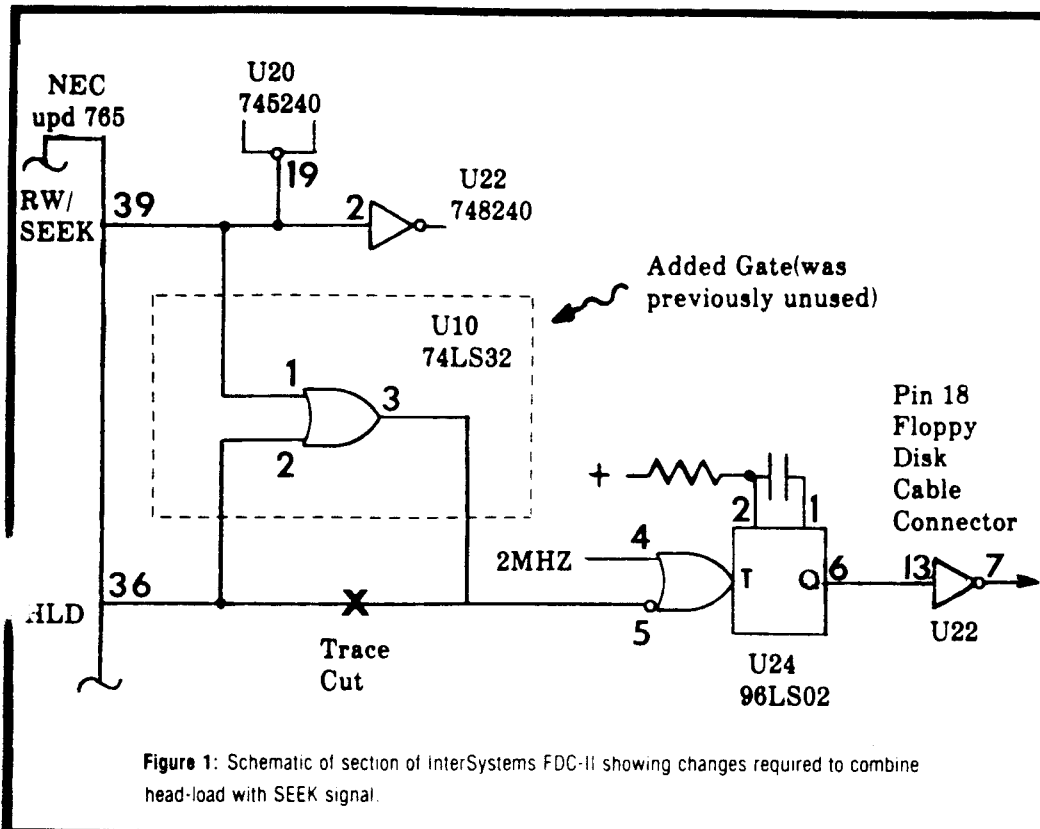 NEC
upd 765
U20
745240
19
RW/
SEEK
39
2
U22
748240
Added Gate(was
previously unused)
U10
74LS32
1
3
2
Pin 18
Floppy
Disk
Cable
Connector
+
2
1
2MHZ
4
T
Q
6
13
7
36
5
U22
X
Trace
Cut
U24
96LS02
Figure 1: Schematic of section of InterSystems FDC-II showing changes required to combine
head-load with SEEK signal.